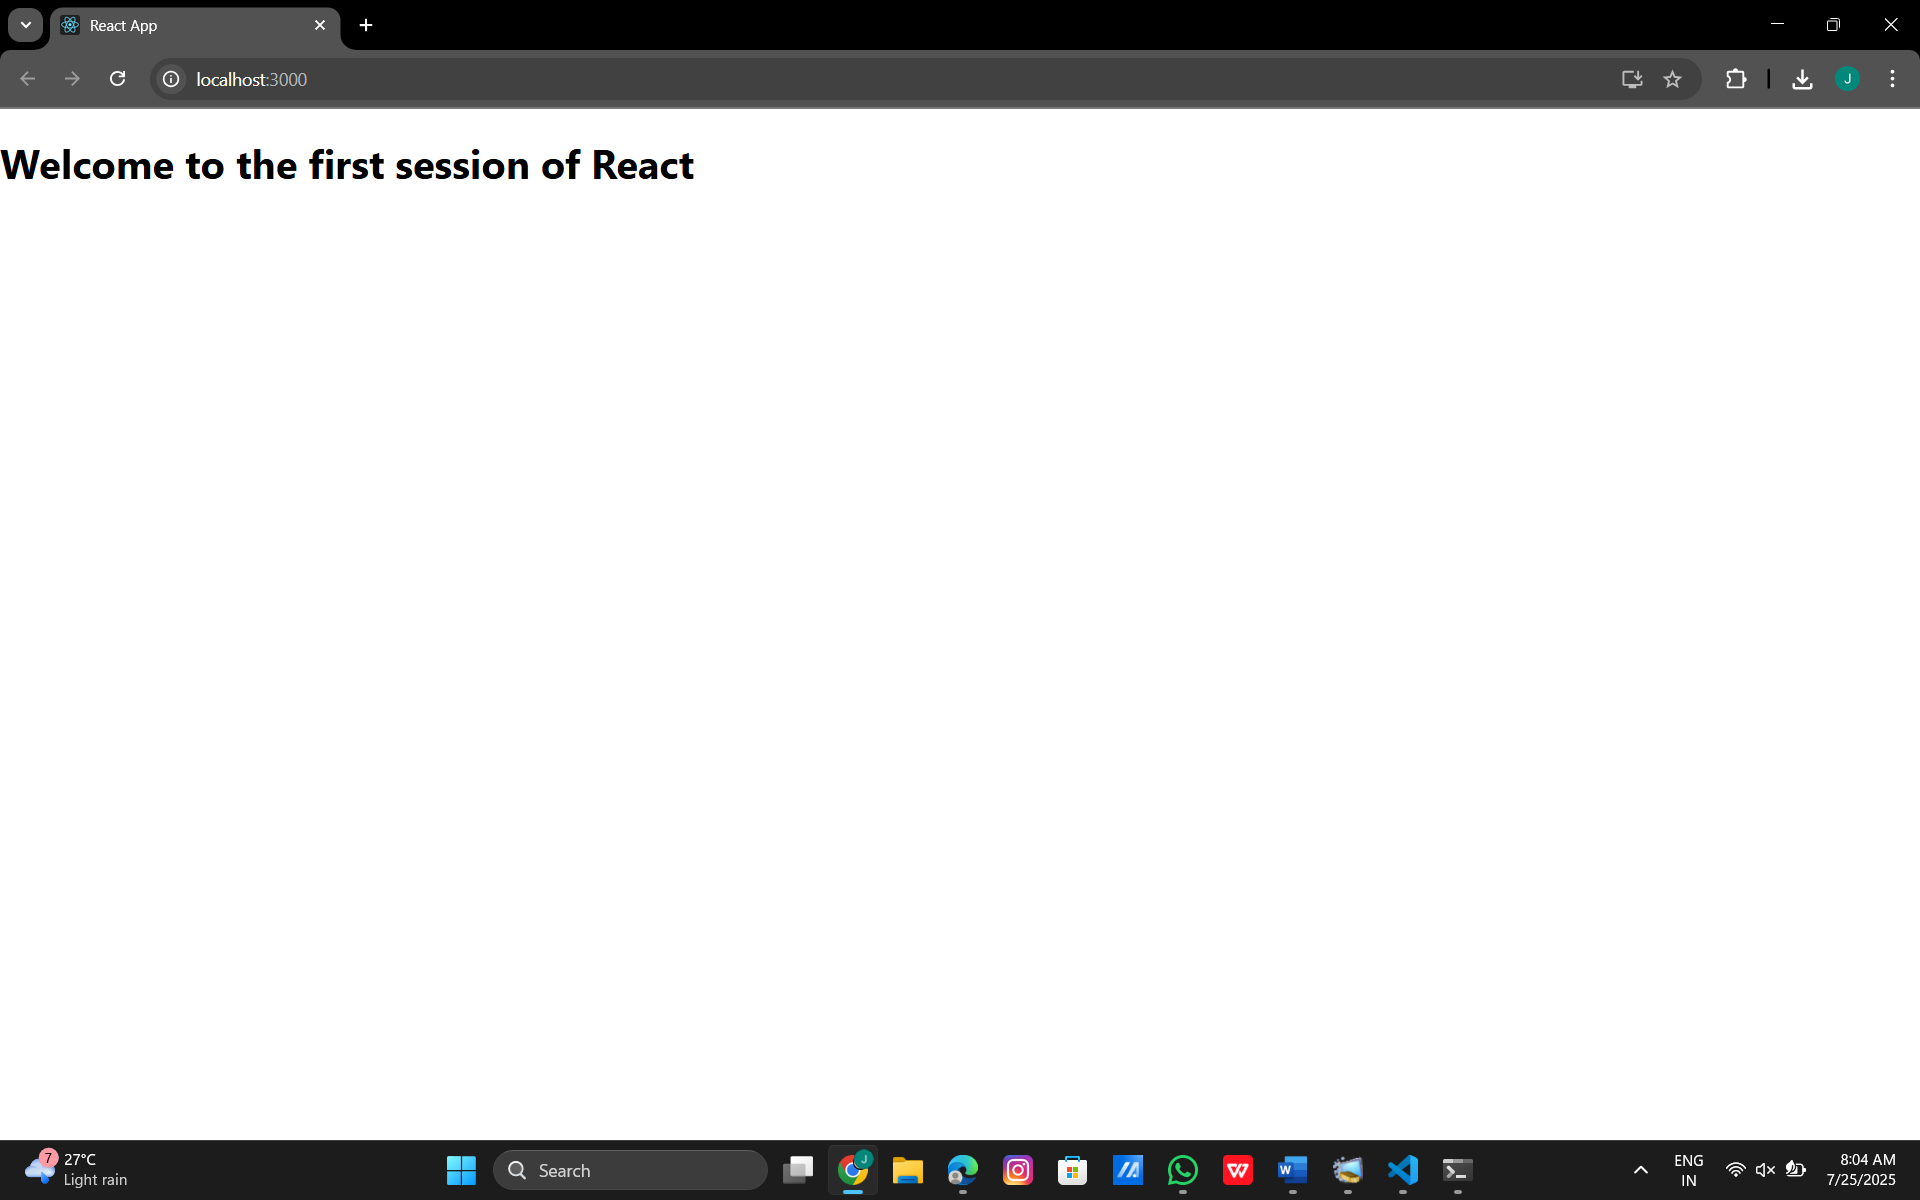 React App
localhost:3000
J
Welcome to the first session of React
7
27°C
Light rain
Search
J
W
ENG
IN
8:04 AM
7/25/2025